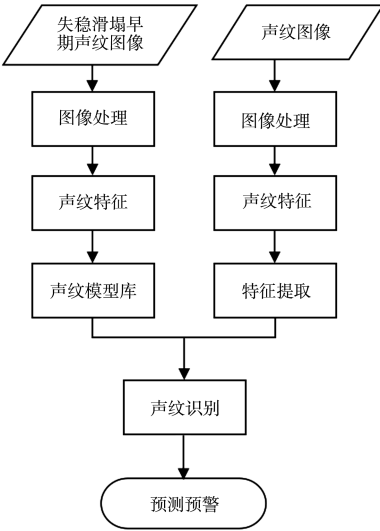 失稳滑塌早
期声纹图像
声纹图像
图像处理
图像处理
声纹特征
声纹特征
声纹模型库
特征提取
声纹识别
预测预警